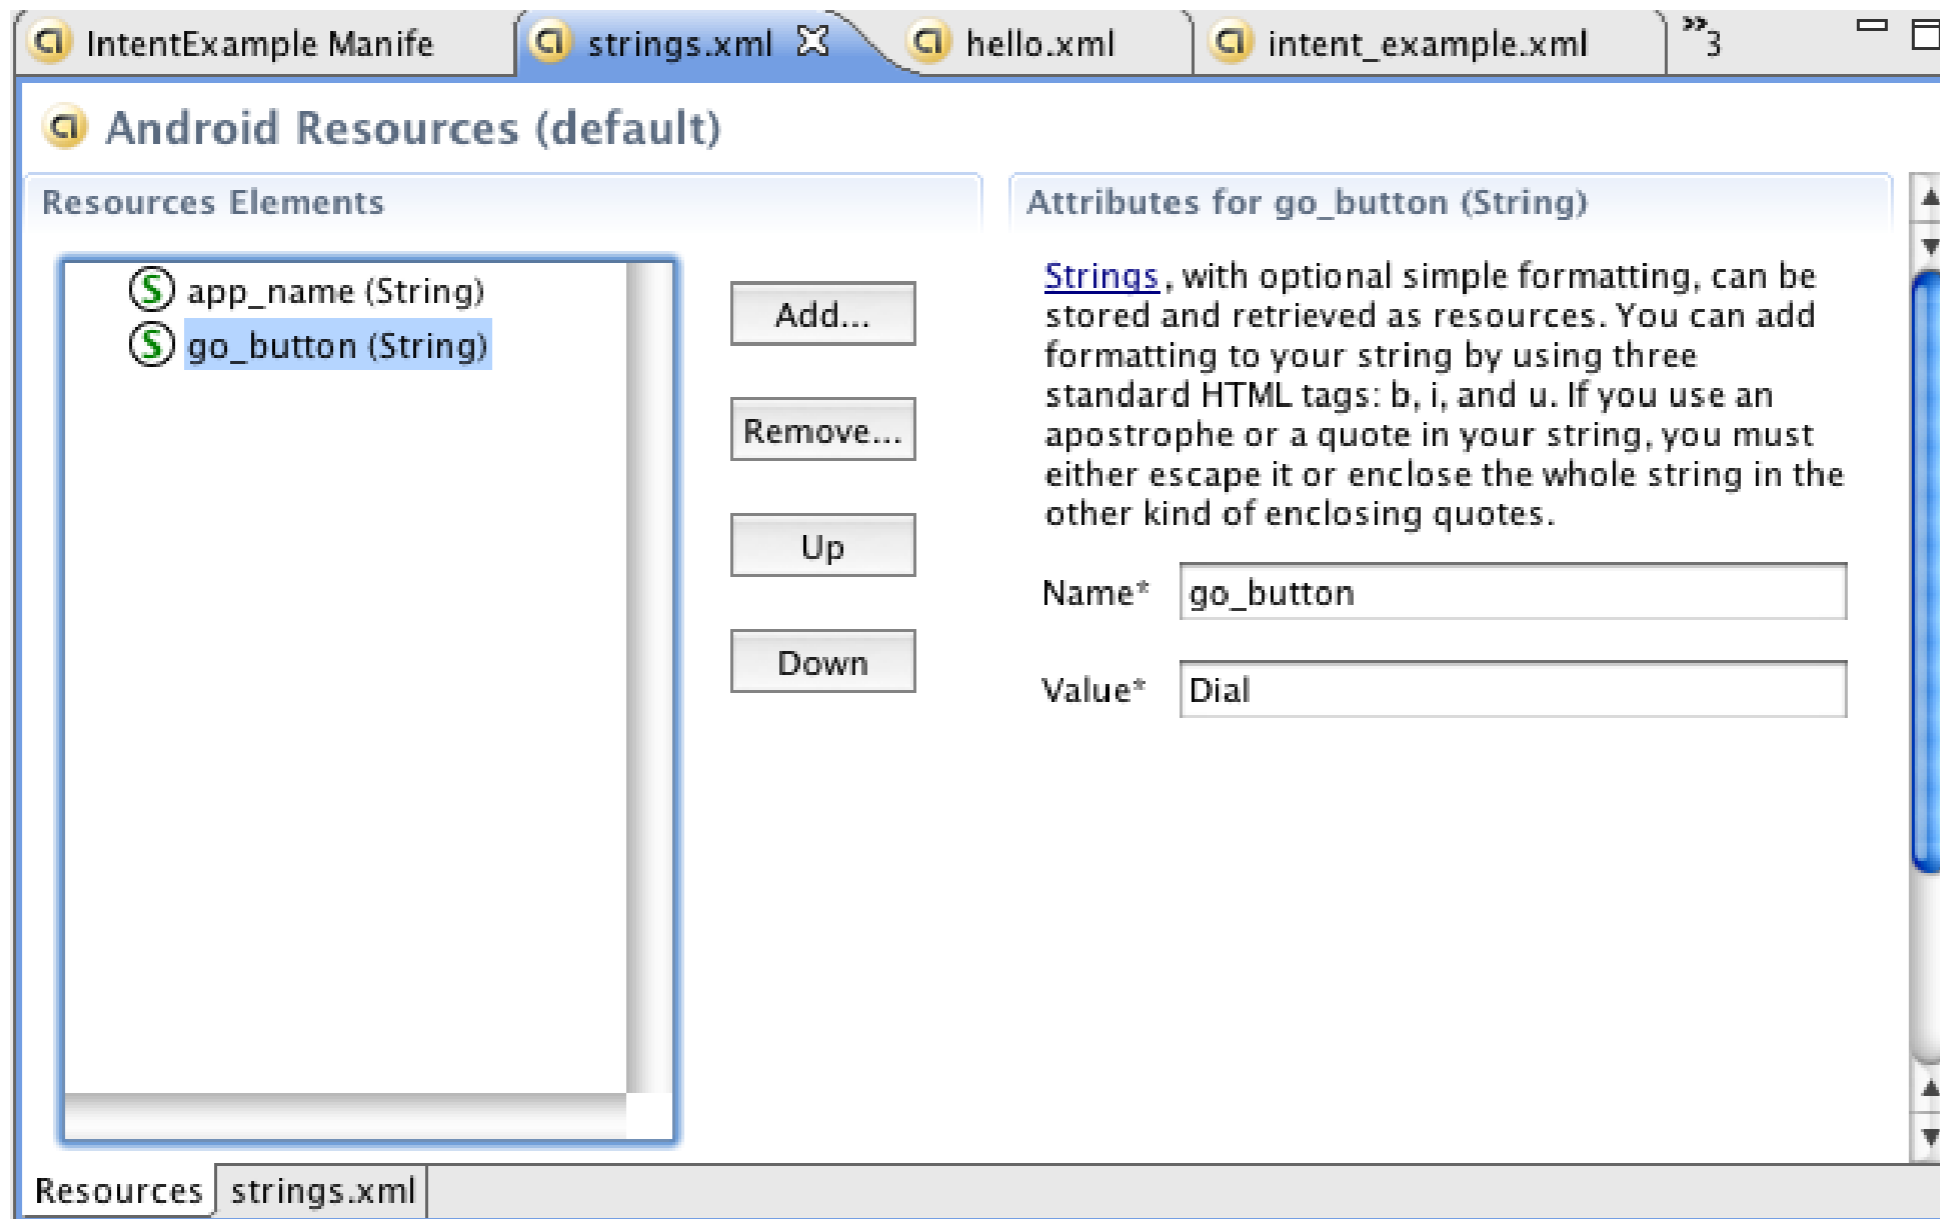 IntentExample Manife
strings.xml
hello.xml
intent_example.xml
»3
Android Resources (default)
Resources Elements
S app_name (String)
S go_button (String)
Add...
Remove...
Up
Down
Attributes for go_button (String)
Strings, with optional simple formatting, can be
stored and retrieved as resources. You can add
formatting to your string by using three
standard HTML tags: b, i, and u. If you use an
apostrophe or a quote in your string, you must
either escape it or enclose the whole string in the
other kind of enclosing quotes.
Name* go_button
Value* Dial
Resources
strings.xml